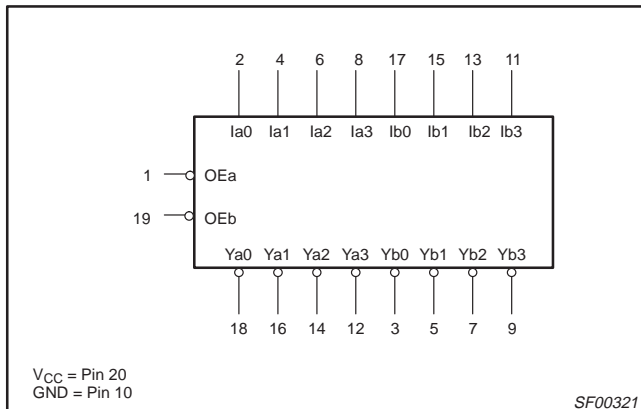 2 4 6 8 17 15 13 11
Ia0 Ia1 Ia2 Ia3 Ib0 Ib1 Ib2 Ib3
1 OEa
19 OEb
Ya0 Ya1 Ya2 Ya3 Yb0 Yb1 Yb2 Yb3
18 16 14 12 3 5 7 9
VCC = Pin 20
GND = Pin 10
SF00321